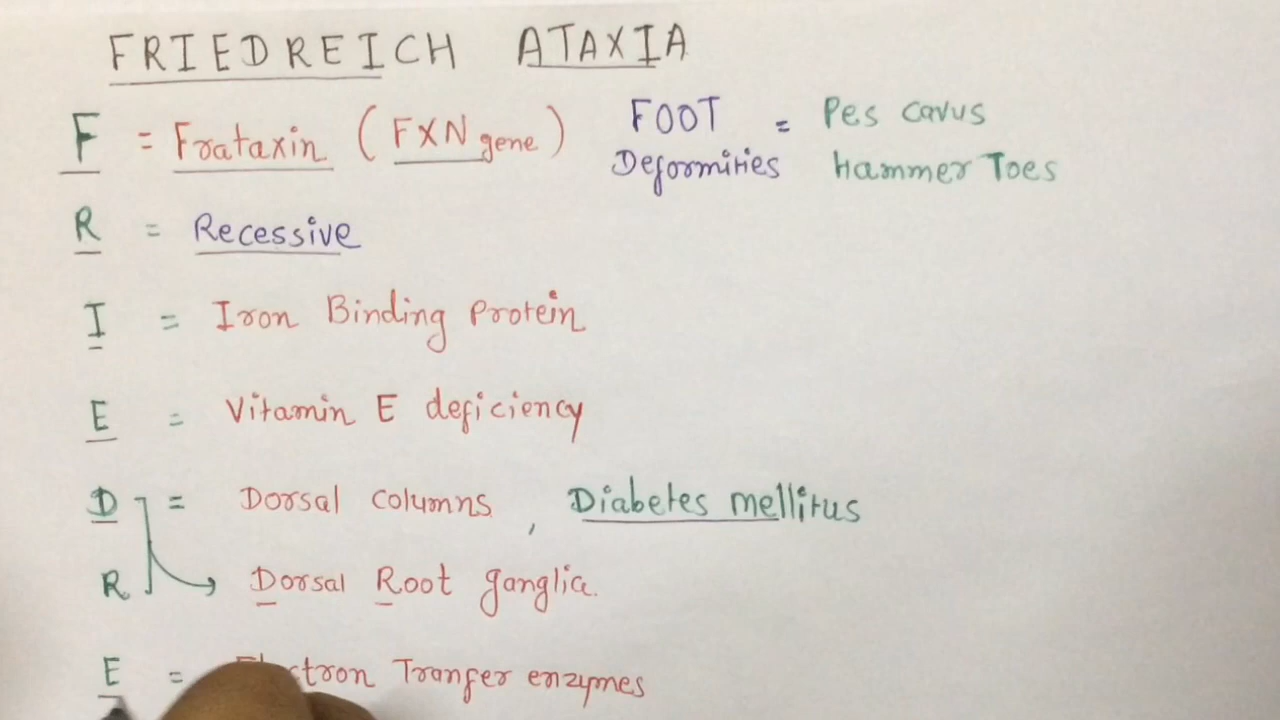 FRIEDREICH ATAXIA
F = Frataxin (FXN gene) FOOT Deformities = Pes cavus Hammer Toes
R = Recessive
I = Iron Binding Protein
E = Vitamin E deficiency
D = Dorsal columns, Diabetes mellitus
R Dorsal Root ganglia.
E = Tranfer enzymes